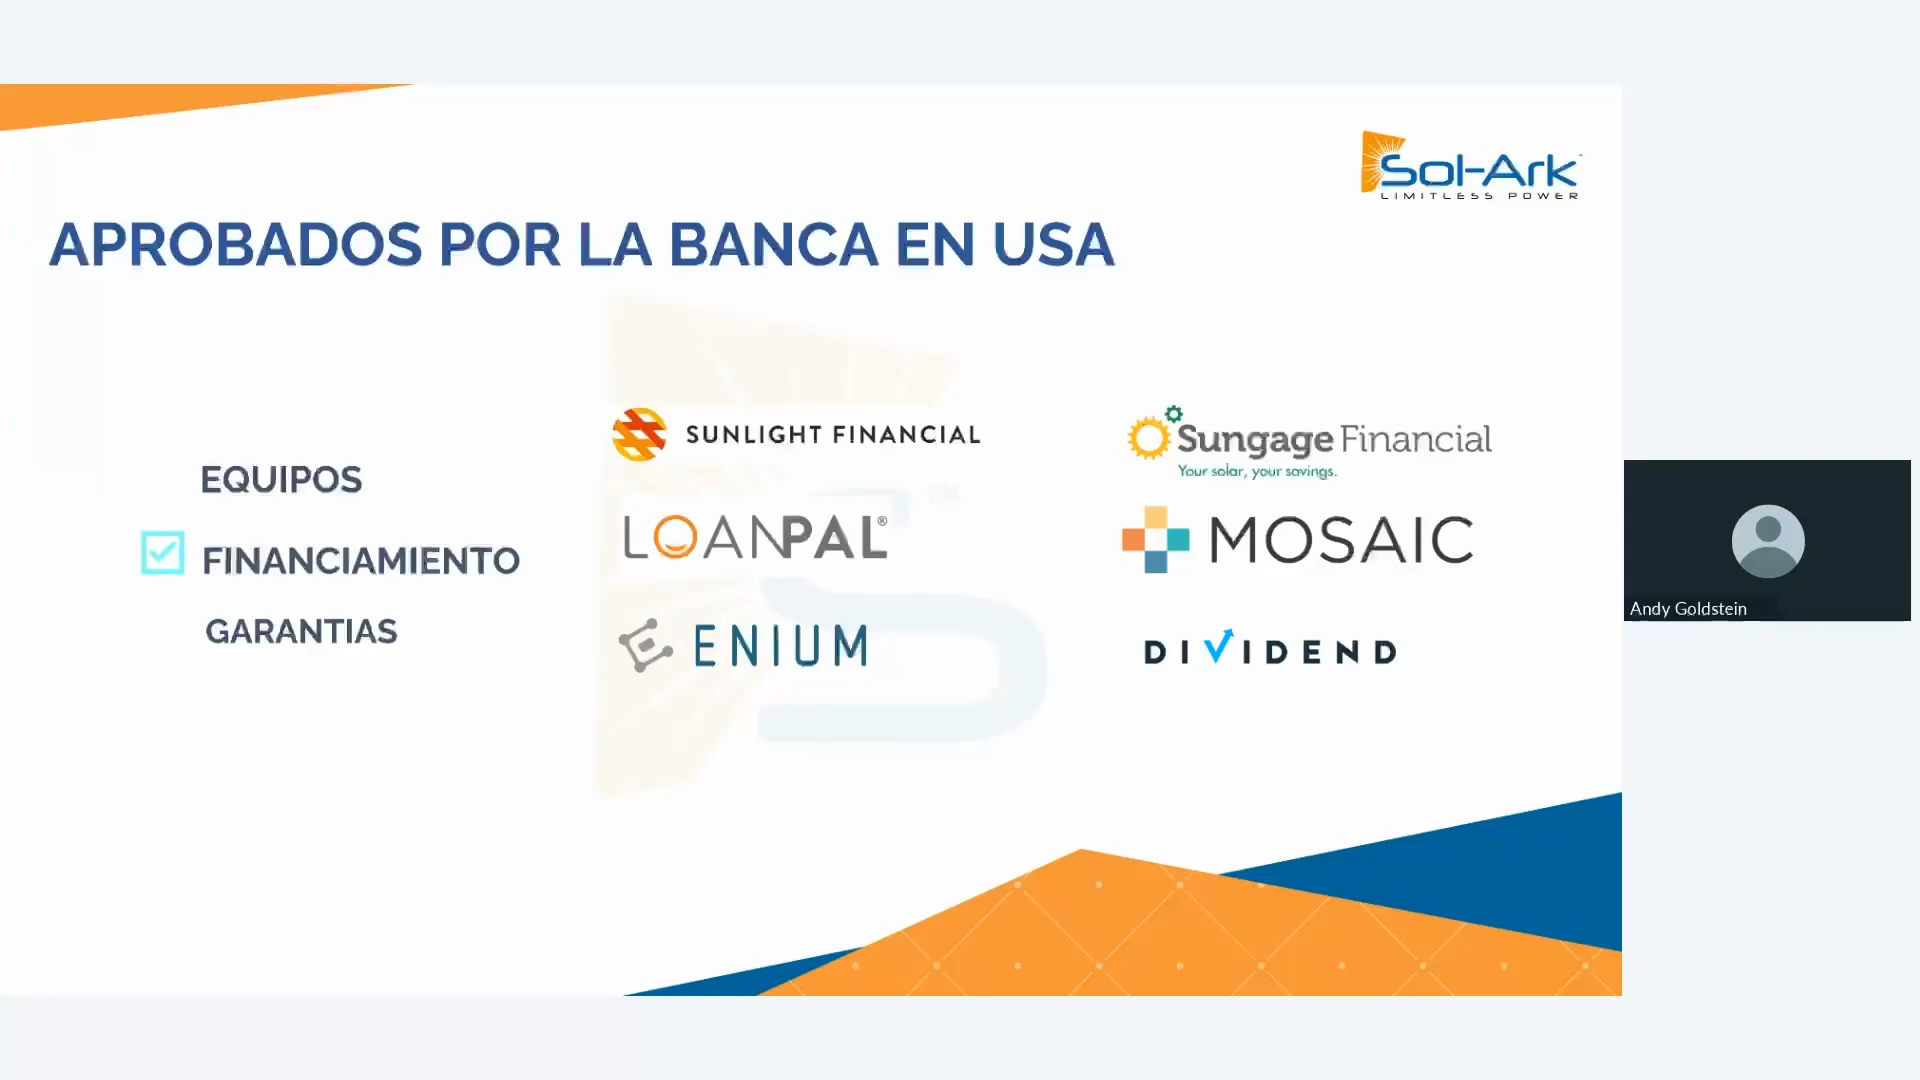 Sol-Ark
LIMITLESS POWER
APROBADOS POR LA BANCA EN USA
EQUIPOS
FINANCIAMIENTO
GARANTIAS
SUNLIGHT FINANCIAL
Sungage Financial
Your solar, your savings.
LOANPAL®
MOSAIC
ENIUM
DIVIDEND
Andy Goldstein